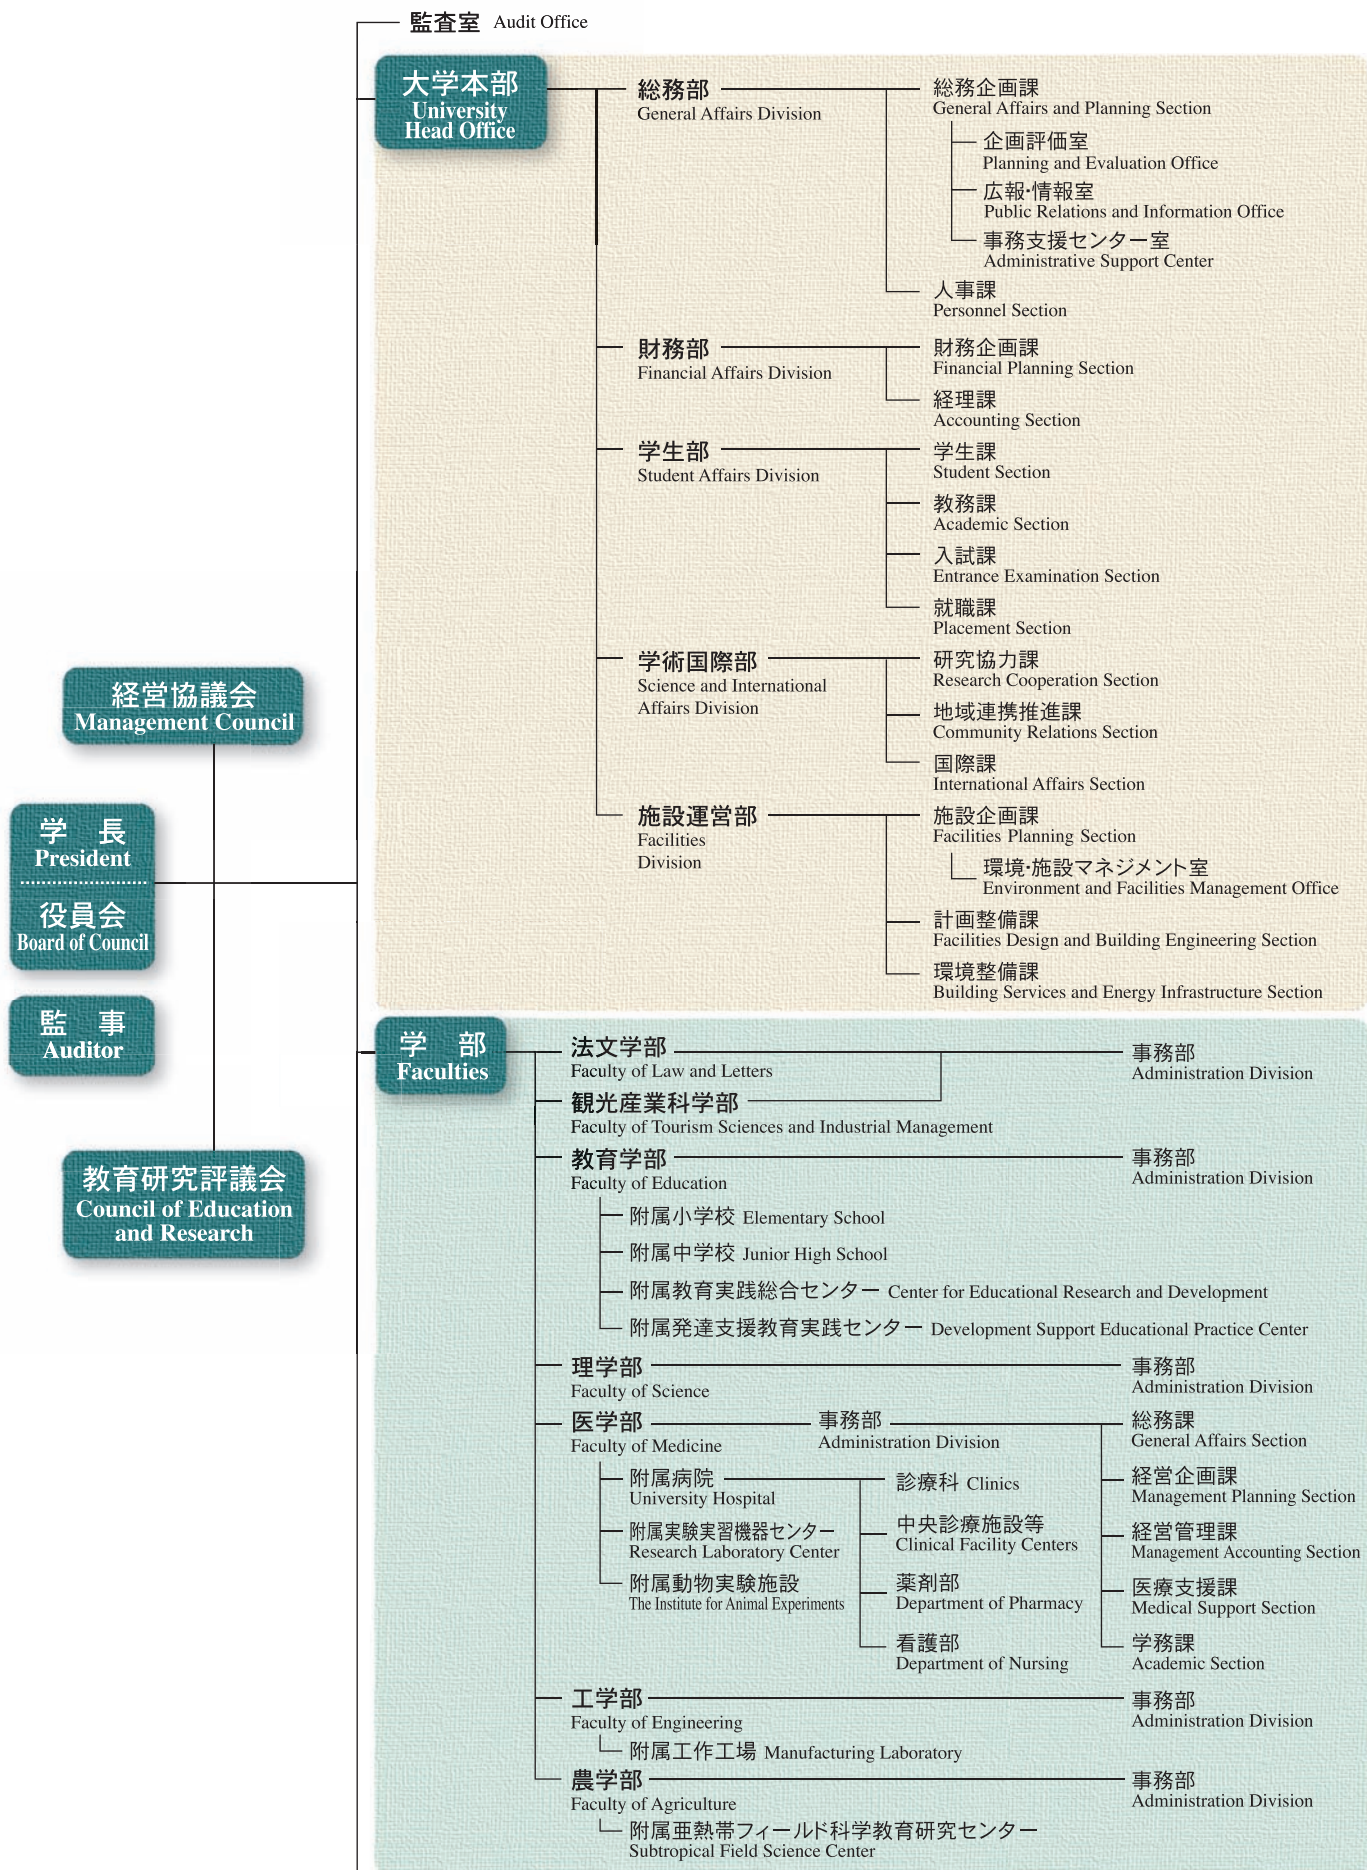 監査室 Audit Office
大学本部
University
Head Office
総務部
General Affairs Division
総務企画課
General Affairs and Planning Section
企画評価室
Planning and Evaluation Office
広報・情報室
Public Relations and Information Office
事務支援センター室
Administrative Support Center
人事課
Personnel Section
財務部
Financial Affairs Division
財務企画課
Financial Planning Section
経理課
Accounting Section
学生部
Student Affairs Division
学生課
Student Section
教務課
Academic Section
入試課
Entrance Examination Section
就職課
Placement Section
学術国際部
Science and International
Affairs Division
研究協力課
Research Cooperation Section
地域連携推進課
Community Relations Section
国際課
International Affairs Section
施設運営部
Facilities
Division
施設企画課
Facilities Planning Section
環境・施設マネジメント室
Environment and Facilities Management Office
計画整備課
Facilities Design and Building Engineering Section
環境整備課
Building Services and Energy Infrastructure Section
経営協議会
Management Council
学 長
President
役員会
Board of Council
監 事
Auditor
教育研究評議会
Council of Education
and Research
学 部
Faculties
法文学部
Faculty of Law and Letters
事務部
Administration Division
観光産業科学部
Faculty of Tourism Sciences and Industrial Management
教育学部
Faculty of Education
事務部
Administration Division
附属小学校 Elementary School
附属中学校 Junior High School
附属教育実践総合センター Center for Educational Research and Development
附属発達支援教育実践センター Development Support Educational Practice Center
理学部
Faculty of Science
事務部
Administration Division
医学部
Faculty of Medicine
事務部
Administration Division
総務課
General Affairs Section
経営企画課
Management Planning Section
経営管理課
Management Accounting Section
医療支援課
Medical Support Section
学務課
Academic Section
附属病院
University Hospital
診療科 Clinics
中央診療施設等
Clinical Facility Centers
薬剤部
Department of Pharmacy
看護部
Department of Nursing
附属実験実習機器センター
Research Laboratory Center
附属動物実験施設
The Institute for Animal Experiments
工学部
Faculty of Engineering
事務部
Administration Division
附属工作工場 Manufacturing Laboratory
農学部
Faculty of Agriculture
事務部
Administration Division
附属亜熱帯フィールド科学教育研究センター
Subtropical Field Science Center